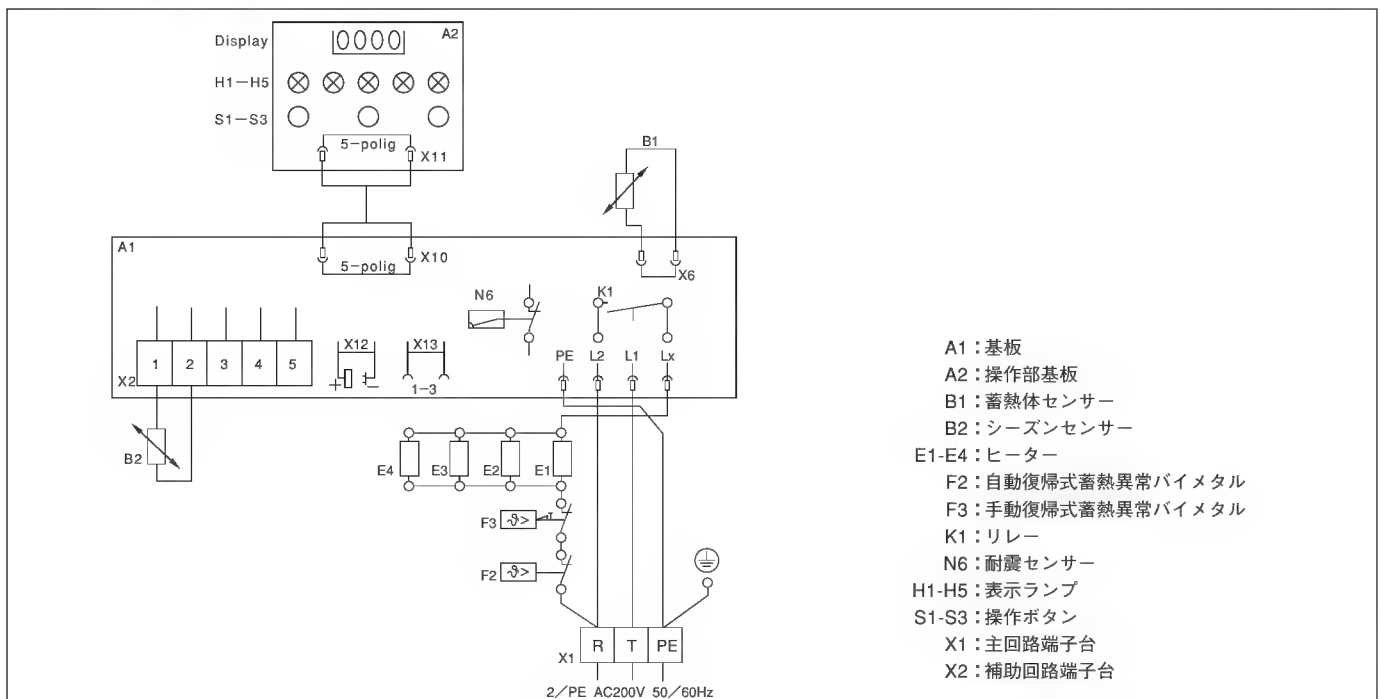 Display
0000
A2
H1−H5
S1−S3
5−polig
X11
B1
A1
5−polig
X10
X6
N6
K1
X12
X13
PE
L2
L1
Lx
X2
1
2
3
4
5
+
−
1−3
B2
E4
E3
E2
E1
F3
ϑ>
F2
ϑ>
X1
R
T
PE
2/PE AC200V 50/60Hz
A1:基板
A2:操作部基板
B1:蓄熱体センサー
B2:シーズンセンサー
E1-E4:ヒーター
F2:自動復帰式蓄熱異常バイメタル
F3:手動復帰式蓄熱異常バイメタル
K1:リレー
N6:耐震センサー
H1-H5:表示ランプ
S1-S3:操作ボタン
X1:主回路端子台
X2:補助回路端子台